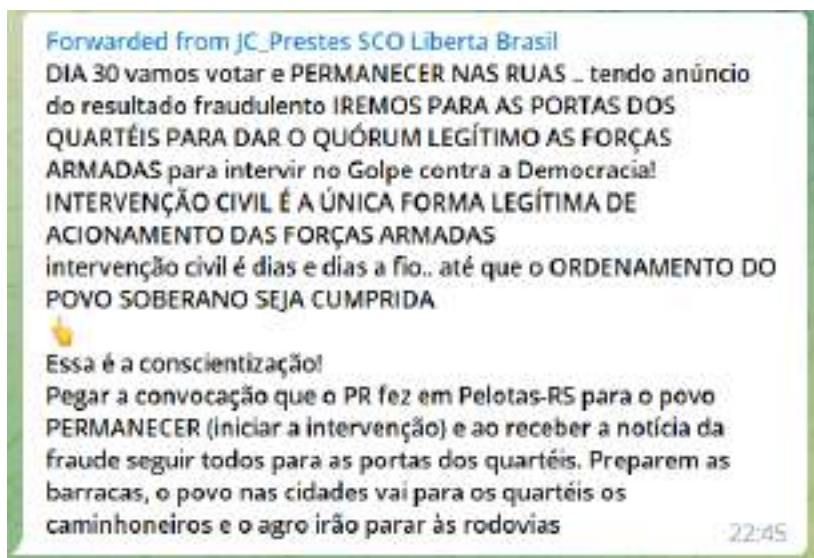 Forwarded from JC_Prestes SCO Liberta Brasil
DIA 30 vamos votar e PERMANECER NAS RUAS .. tendo anúncio
do resultado fraudulento IREMOS PARA AS PORTAS DOS
QUARTÉIS PARA DAR O QUÓRUM LEGÍTIMO AS FORÇAS
ARMADAS para intervir no Golpe contra a Democracia!
INTERVENÇÃO CIVIL É A ÚNICA FORMA LEGÍTIMA DE
ACIONAMENTO DAS FORÇAS ARMADAS
intervenção civil é dias e dias a fio.. até que o ORDENAMENTO DO
POVO SOBERANO SEJA CUMPRIDA
👆
Essa é a conscientização!
Pegar a convocação que o PR fez em Pelotas-RS para o povo
PERMANECER (iniciar a intervenção) e ao receber a notícia da
fraude seguir todos para as portas dos quartéis. Preparem as
barracas, o povo nas cidades vai para os quartéis os
caminhoneiros e o agro irão parar às rodovias
22:45